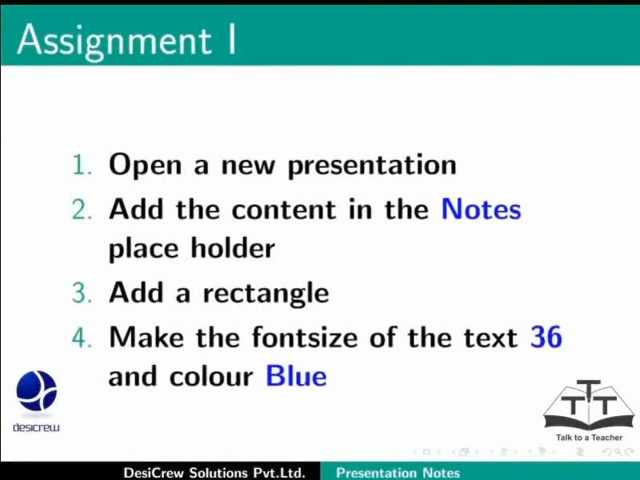 Assignment I
1. Open a new presentation
2. Add the content in the Notes
place holder
3. Add a rectangle
4. Make the fontsize of the text 36
and colour Blue
desicrew
TTT
Talk to a Teacher
DesiCrew Solutions Pvt.Ltd. Presentation Notes